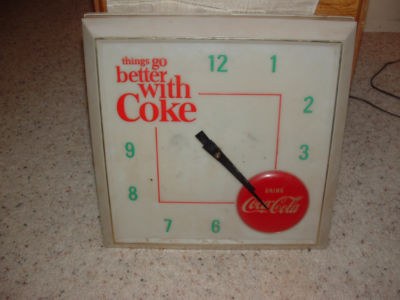 things go
better
with
Coke
12
1
2
3
9
8
7
6
DRINK
Coca-Cola